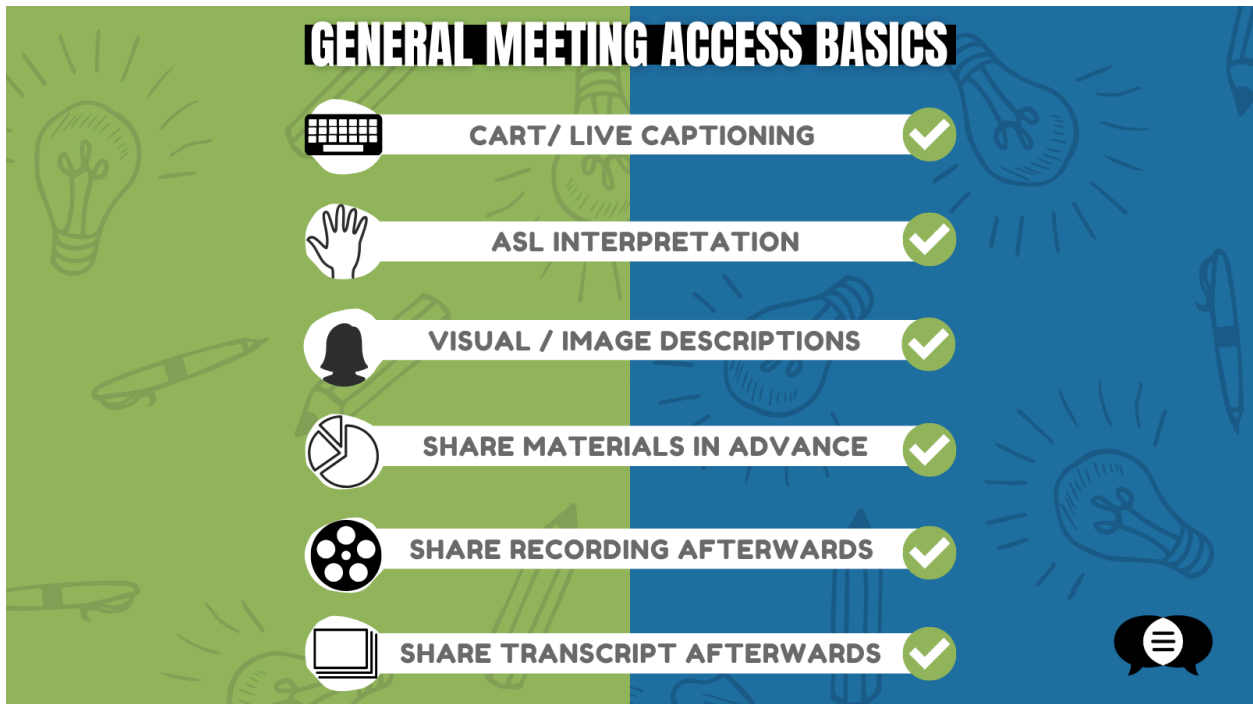 GENERAL MEETING ACCESS BASICS
CART/ LIVE CAPTIONING
ASL INTERPRETATION
VISUAL / IMAGE DESCRIPTIONS
SHARE MATERIALS IN ADVANCE
SHARE RECORDING AFTERWARDS
SHARE TRANSCRIPT AFTERWARDS